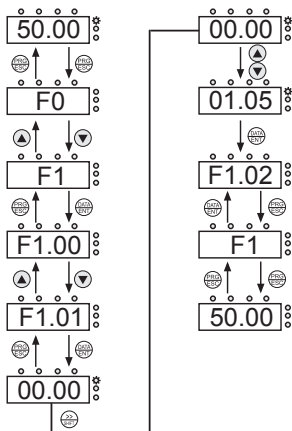 50.00
PRG
ESC
PRG
ESC
F0
F1
PRG
ESC
DATA
ENT
F1.00
F1.01
PRG
ESC
DATA
ENT
00.00
>>
SHIFT
00.00
01.05
DATA
ENT
F1.02
DATA
ENT
PRG
ESC
F1
PRG
ESC
PRG
ESC
50.00